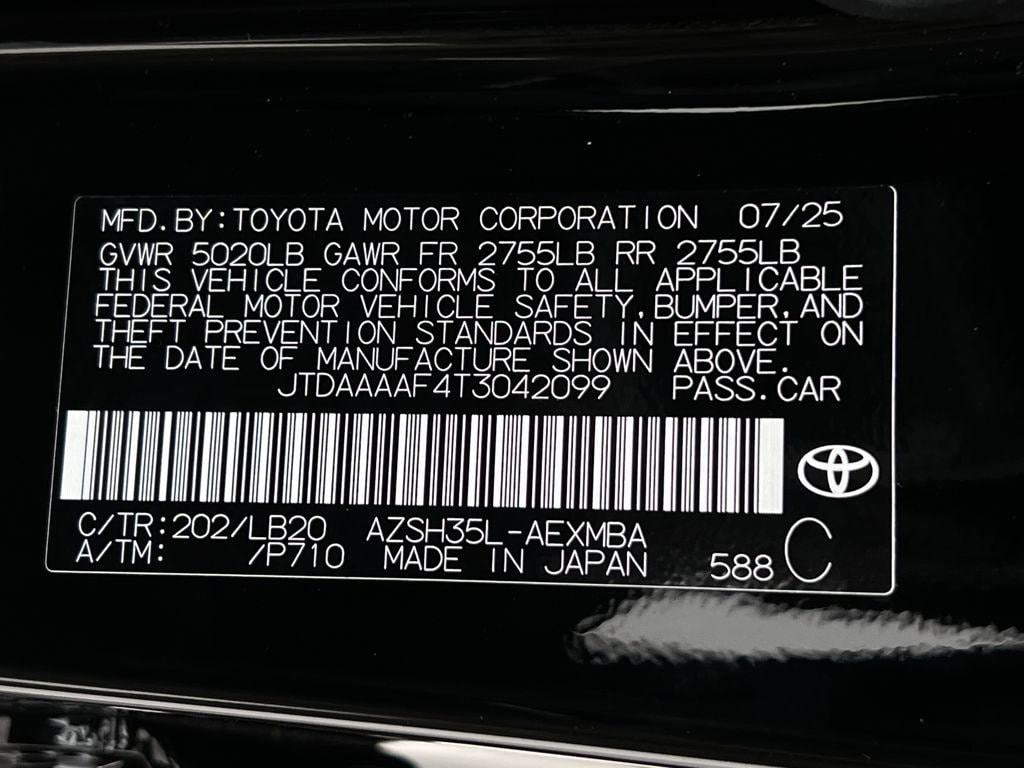 MFD.BY:TOYOTA MOTOR CORPORATION 07/25
GVWR 5020LB GAWR FR 2755LB RR 2755LB
THIS VEHICLE CONFORMS TO ALL APPLICABLE
FEDERAL MOTOR VEHICLE SAFETY,BUMPER,AND
THEFT PREVENTION STANDARDS IN EFFECT ON
THE DATE OF MANUFACTURE SHOWN ABOVE.
JTDAAAAF4T3042099 PASS.CAR
C/TR:202/LB20 AZSH35L-AEXMBA
A/TM: /P710 MADE IN JAPAN 588 C